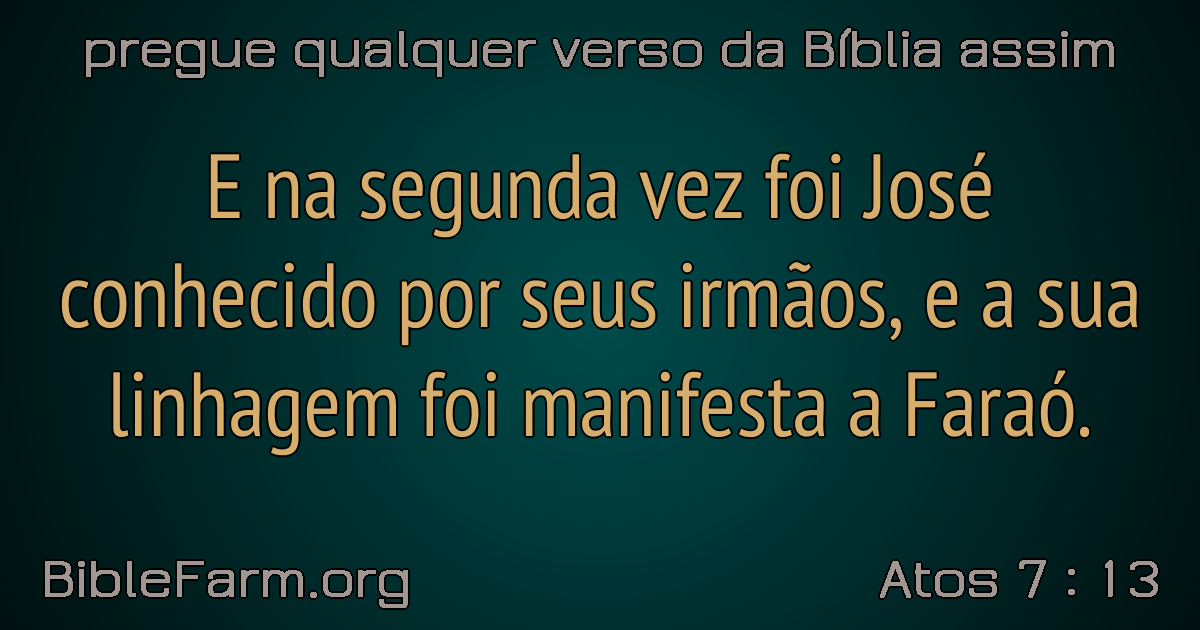 pregue qualquer verso da Bíblia assim
E na segunda vez foi José
conhecido por seus irmãos, e a sua
linhagem foi manifesta a Faraó.
BibleFarm.org
Atos 7 : 13